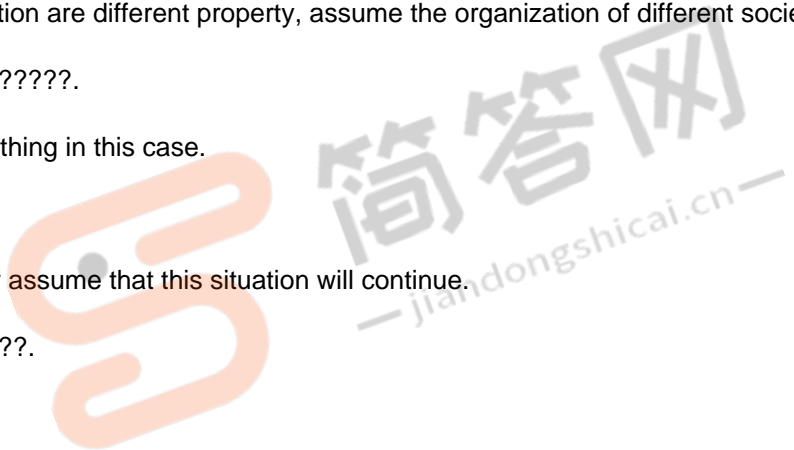 tion are different property, assume the organization of different socie
?????.
thing in this case.
assume that this situation will continue.
??.
简答网
jiandongshicai.cn